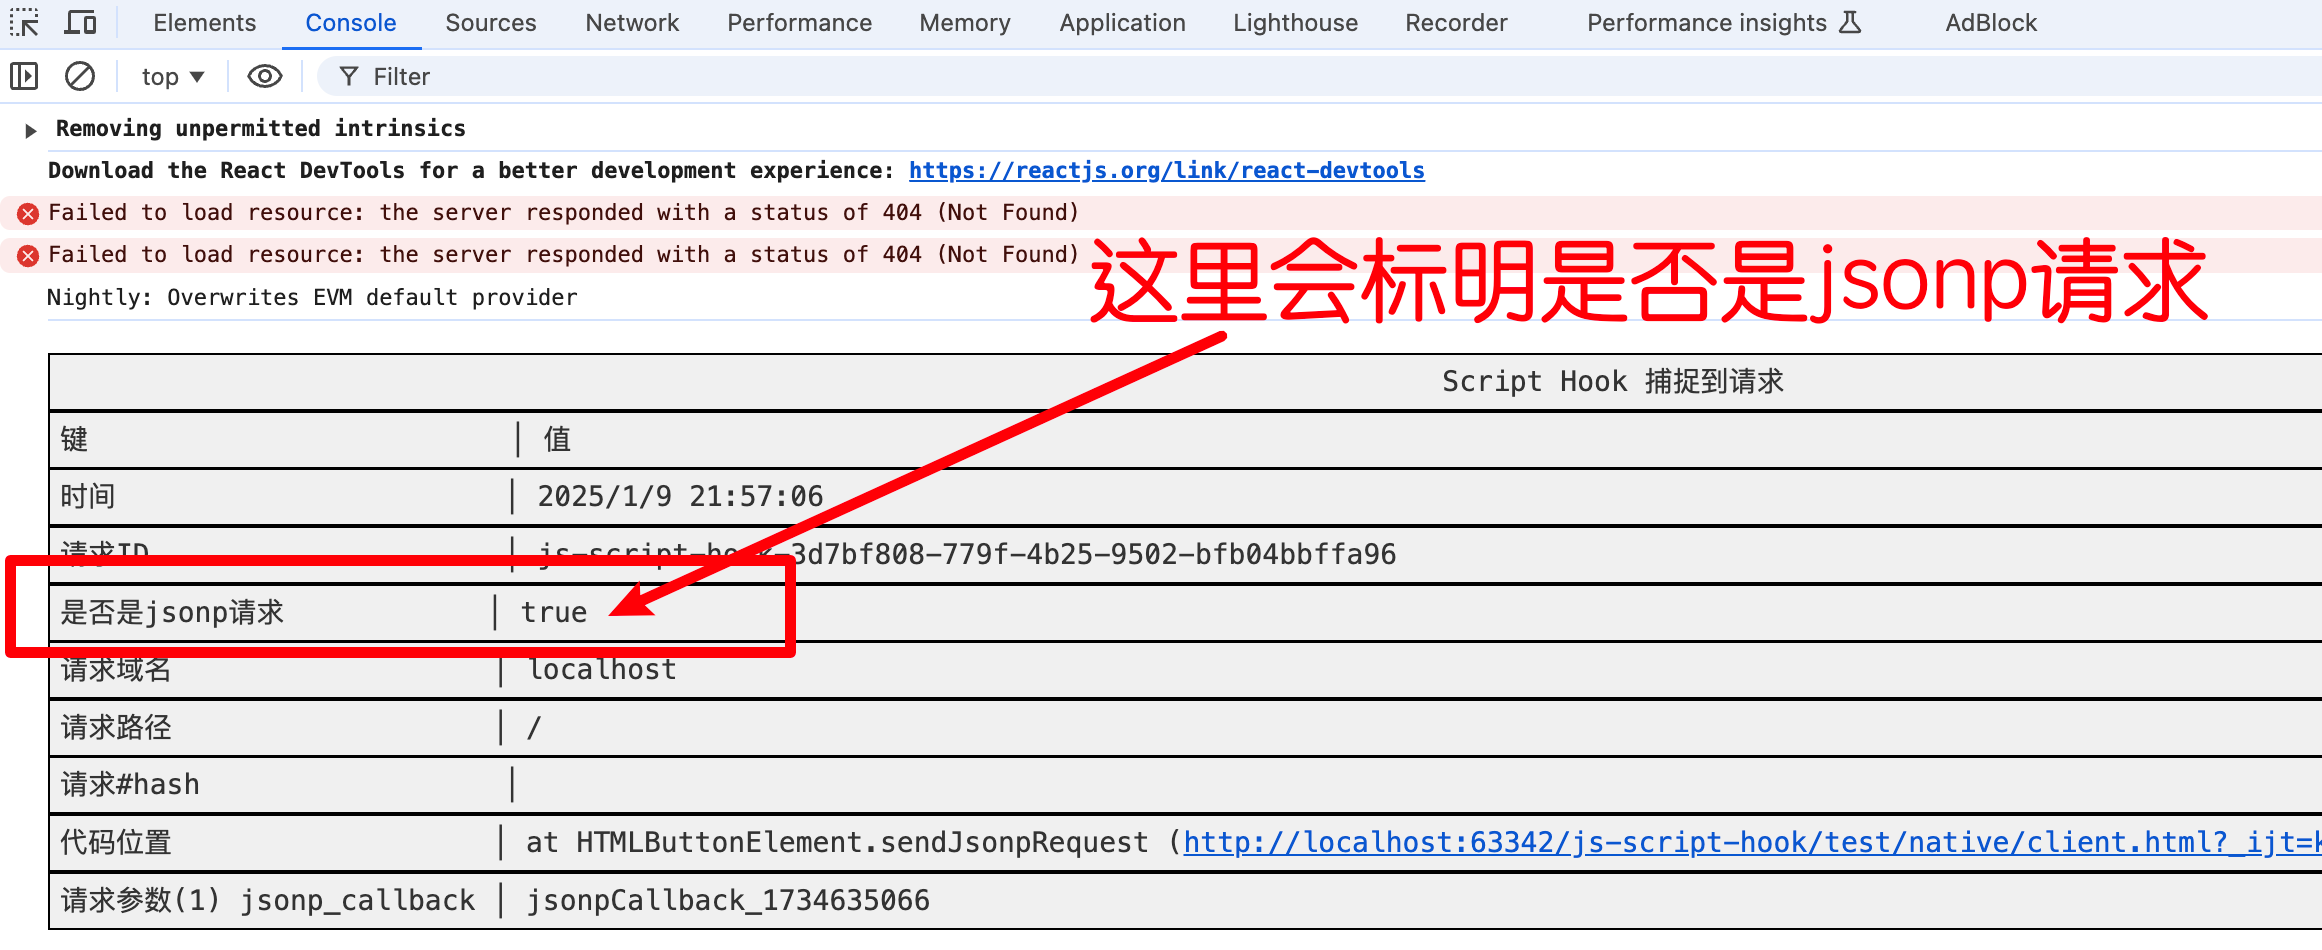 Elements Console Sources Network Performance Memory Application Lighthouse Recorder Performance insights AdBlock
top Filter
Removing unpermitted intrinsics
Download the React DevTools for a better development experience: https://reactjs.org/link/react-devtools
Failed to load resource: the server responded with a status of 404 (Not Found)
Failed to load resource: the server responded with a status of 404 (Not Found)
这里会标明是否是jsonp请求
Nightly: Overwrites EVM default provider
Script Hook 捕捉到请求
键 | 值
时间 | 2025/1/9 21:57:06
请求ID | js-script-hook-3d7bf808-779f-4b25-9502-bfb04bbffa96
是否是jsonp请求 | true
请求域名 | localhost
请求路径 | /
请求#hash |
代码位置 | at HTMLButtonElement.sendJsonpRequest (http://localhost:63342/js-script-hook/test/native/client.html?_ijt=k
请求参数(1) jsonp_callback | jsonpCallback_1734635066